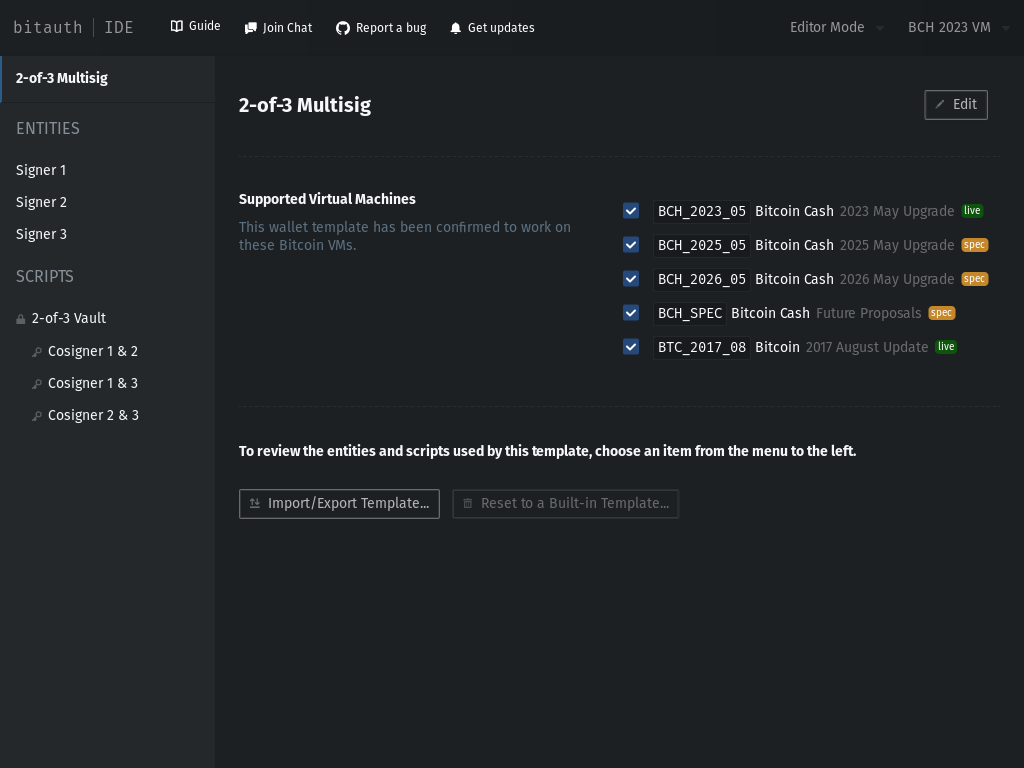 bitauth IDE Guide Join Chat Report a bug Get updates Editor Mode BCH 2023 VM
2-of-3 Multisig
ENTITIES
Signer 1
Signer 2
Signer 3
SCRIPTS
2-of-3 Vault
Cosigner 1 & 2
Cosigner 1 & 3
Cosigner 2 & 3
2-of-3 Multisig Edit
Supported Virtual Machines
This wallet template has been confirmed to work on
these Bitcoin VMs.
BCH_2023_05 Bitcoin Cash 2023 May Upgrade live
BCH_2025_05 Bitcoin Cash 2025 May Upgrade spec
BCH_2026_05 Bitcoin Cash 2026 May Upgrade spec
BCH_SPEC Bitcoin Cash Future Proposals spec
BTC_2017_08 Bitcoin 2017 August Update live
To review the entities and scripts used by this template, choose an item from the menu to the left.
Import/Export Template... Reset to a Built-in Template...